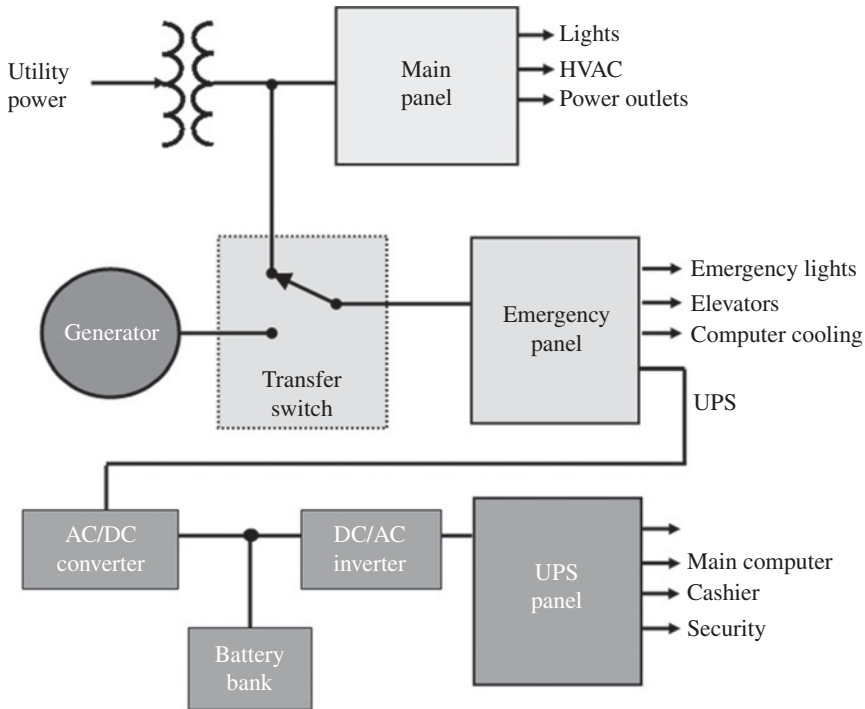 Utility
power
Main
panel
Lights
HVAC
Power outlets
Generator
Transfer
switch
Emergency
panel
Emergency lights
Elevators
Computer cooling
UPS
AC/DC
converter
DC/AC
inverter
Battery
bank
UPS
panel
Main computer
Cashier
Security